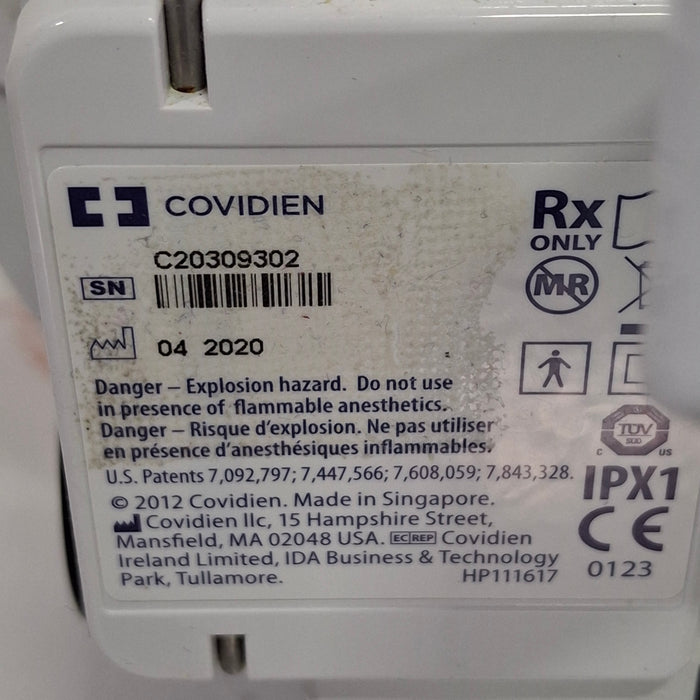 COVIDIEN
C20309302
SN
04 2020
Danger – Explosion hazard. Do not use
in presence of flammable anesthetics.
Danger – Risque d'explosion. Ne pas utiliser
en présence d'anesthésiques inflammables.
U.S. Patents 7,092,797; 7,447,566; 7,608,059; 7,843,328.
© 2012 Covidien. Made in Singapore.
Covidien llc, 15 Hampshire Street,
Mansfield, MA 02048 USA. EC REP Covidien
Ireland Limited, IDA Business & Technology
Park, Tullamore.
HP111617
Rx
ONLY
MR
TÜV
SÜD
C US
IPX1
CE
0123